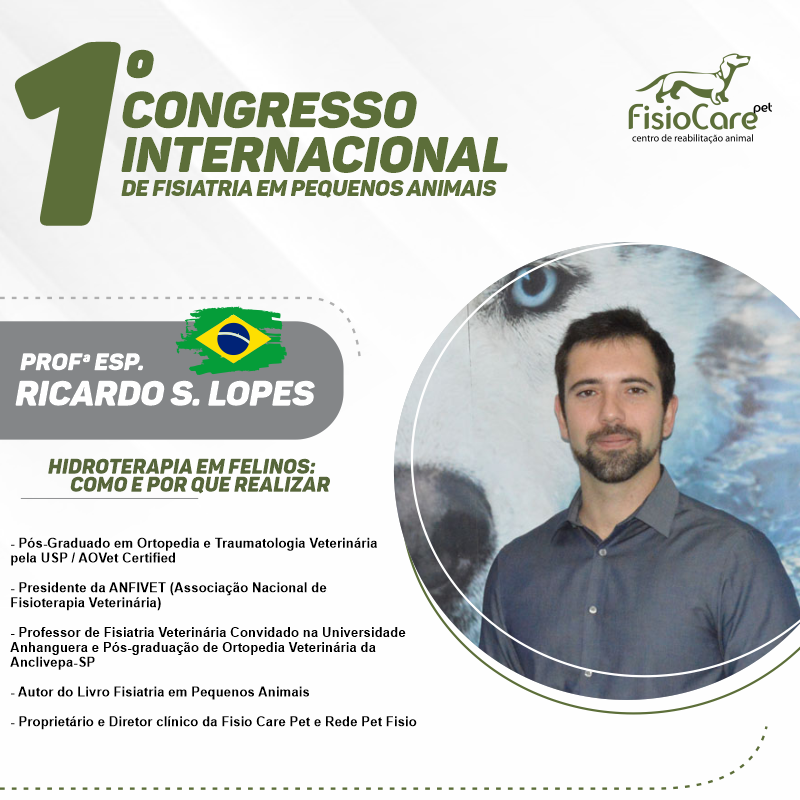 1º
CONGRESSO
INTERNACIONAL
DE FISIATRIA EM PEQUENOS ANIMAIS
FisioCare pet
centro de reabilitação animal
PROFª ESP.
RICARDO S. LOPES
HIDROTERAPIA EM FELINOS:
COMO E POR QUE REALIZAR
- Pós-Graduado em Ortopedia e Traumatologia Veterinária
pela USP / AOVet Certified
- Presidente da ANFIVET (Associação Nacional de
Fisioterapia Veterinária)
- Professor de Fisiatria Veterinária Convidado na Universidade
Anhanguera e Pós-graduação de Ortopedia Veterinária da
Anclivepa-SP
- Autor do Livro Fisiatria em Pequenos Animais
- Proprietário e Diretor clínico da Fisio Care Pet e Rede Pet Fisio